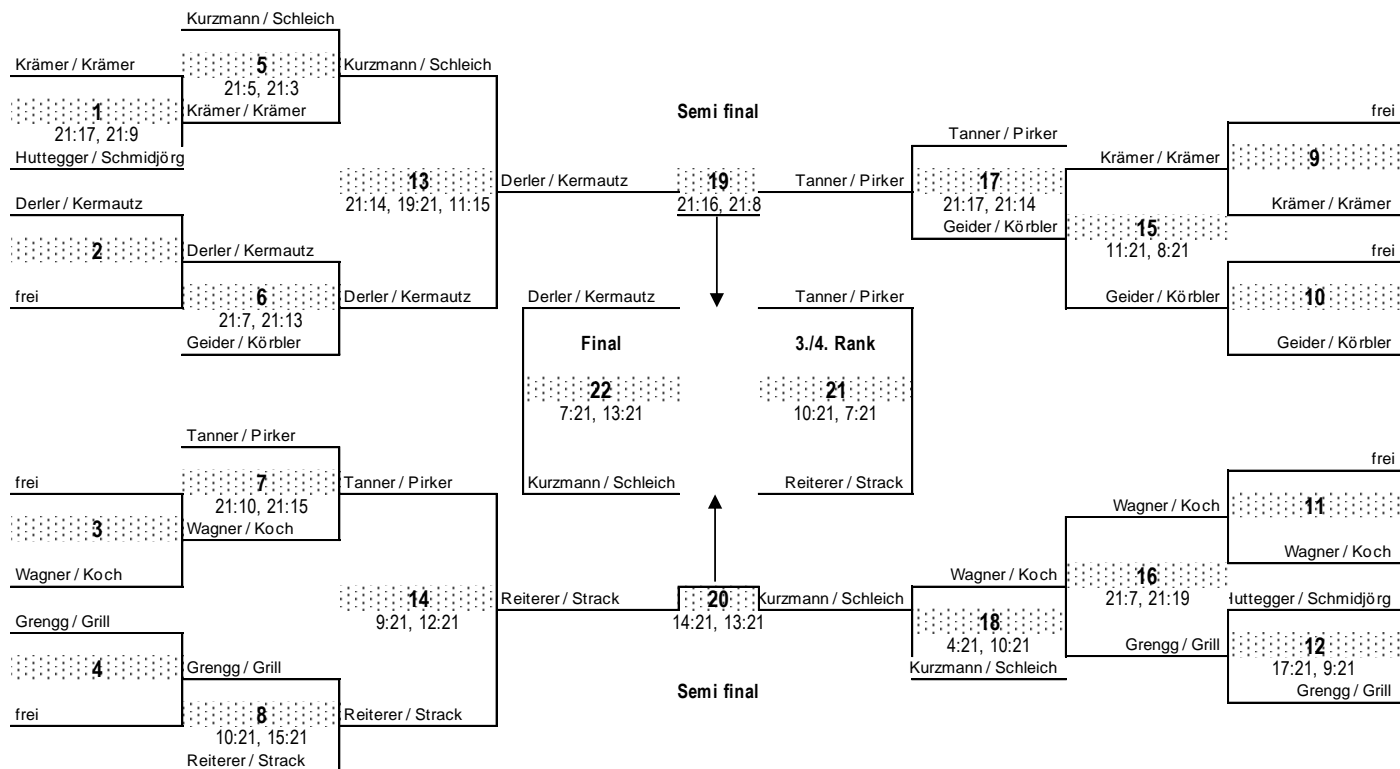 Kurzmann / Schleich
Krämer / Krämer
5
Kurzmann / Schleich
21:5, 21:3
1
Krämer / Krämer
21:17, 21:9
Huttegger / Schmidjörg
13
Derler / Kermautz
21:14, 19:21, 11:15
Derler / Kermautz
2
Derler / Kermautz
frei
6
Derler / Kermautz
21:7, 21:13
Geider / Körbler
Tanner / Pirker
frei
7
Tanner / Pirker
21:10, 21:15
3
Wagner / Koch
Wagner / Koch
14
Reiterer / Strack
9:21, 12:21
Grengg / Grill
4
Grengg / Grill
frei
8
Reiterer / Strack
10:21, 15:21
Reiterer / Strack
Semi final
19
21:16, 21:8
Derler / Kermautz
Final
22
7:21, 13:21
Kurzmann / Schleich
Tanner / Pirker
3./4. Rank
21
10:21, 7:21
Reiterer / Strack
20
14:21, 13:21
Semi final
Tanner / Pirker
Tanner / Pirker
17
21:17, 21:14
Geider / Körbler
Krämer / Krämer
15
11:21, 8:21
Geider / Körbler
frei
9
Krämer / Krämer
frei
10
Geider / Körbler
Kurzmann / Schleich
Wagner / Koch
18
4:21, 10:21
Kurzmann / Schleich
Wagner / Koch
16
21:7, 21:19
Grengg / Grill
frei
11
Wagner / Koch
Huttegger / Schmidjörg
12
17:21, 9:21
Grengg / Grill